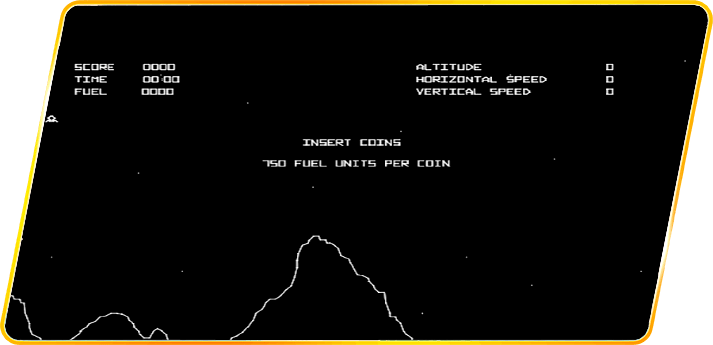 SCORE 0000
TIME 00:00
FUEL 0000
ALTITUDE 0
HORIZONTAL SPEED 0
VERTICAL SPEED 0
INSERT COINS
750 FUEL UNITS PER COIN